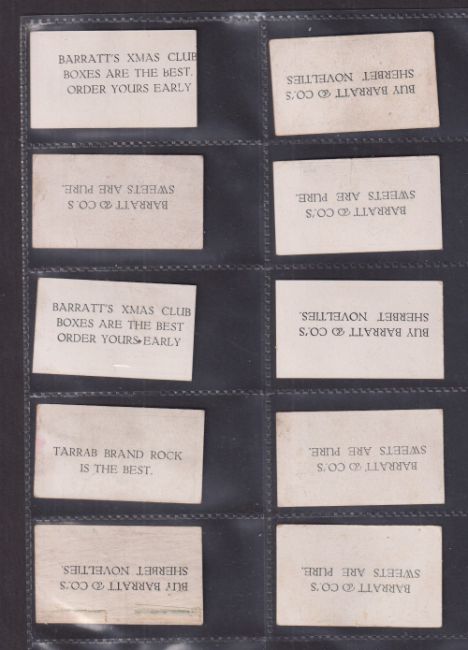 BARRATT'S XMAS CLUB
BOXES ARE THE BEST.
ORDER YOURS EARLY
BUY BARRATT & CO.'S
SHERBET NOVELTIES
BARRATT & CO.'S
SWEETS ARE PURE.
BARRATT & CO.'S
SWEETS ARE PURE.
BARRATT'S XMAS CLUB
BOXES ARE THE BEST
ORDER YOURS EARLY
BUY BARRATT & CO.'S
SHERBET NOVELTIES.
TARRAB BRAND ROCK
IS THE BEST.
BARRATT & CO.'S
SWEETS ARE PURE.
BUY BARRATT & CO.'S
SHERBET NOVELTIES.
BARRATT & CO.'S
SWEETS ARE PURE.